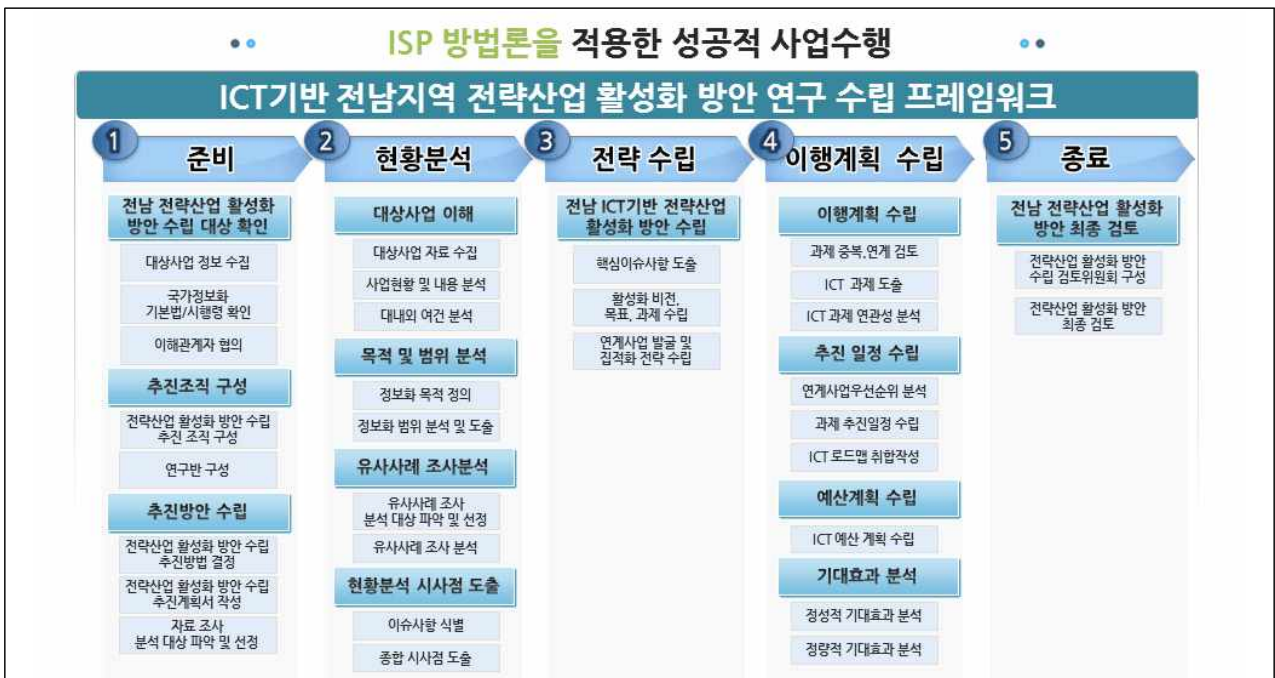 ISP 방법론을 적용한 성공적 사업수행
ICT기반 전남지역 전략산업 활성화 방안 연구 수립 프레임워크
1
준비
전남 전략산업 활성화
방안 수립 대상 확인
대상사업 정보 수집
국가정보화
기본법/시행령 확인
이해관계자 협의
추진조직 구성
전략산업 활성화 방안 수립
추진 조직 구성
연구반 구성
추진방안 수립
전략산업 활성화 방안 수립
추진방법 결정
전략산업 활성화 방안 수립
추진계획서 작성
자료 조사
분석 대상 파악 및 선정
2
현황분석
대상사업 이해
대상사업 자료 수집
사업현황 및 내용 분석
대내외 여건 분석
목적 및 범위 분석
정보화 목적 정의
정보화 범위 분석 및 도출
유사사례 조사분석
유사사례 조사
분석 대상 파악 및 선정
유사사례 조사 분석
현황분석 시사점 도출
이슈사항 식별
종합 시사점 도출
3
전략 수립
전남 ICT기반 전략산업
활성화 방안 수립
핵심이슈사항 도출
활성화 비전,
목표, 과제 수립
연계사업 발굴 및
집적화 전략 수립
4
이행계획 수립
이행계획 수립
과제 중복.연계 검토
ICT 과제 도출
ICT 과제 연관성 분석
추진 일정 수립
연계사업우선순위 분석
과제 추진일정 수립
ICT 로드맵 취합작성
예산계획 수립
ICT 예산 계획 수립
기대효과 분석
정성적 기대효과 분석
정량적 기대효과 분석
5
종료
전남 전략산업 활성화
방안 최종 검토
전략산업 활성화 방안
수립 검토위원회 구성
전략산업 활성화 방안
최종 검토